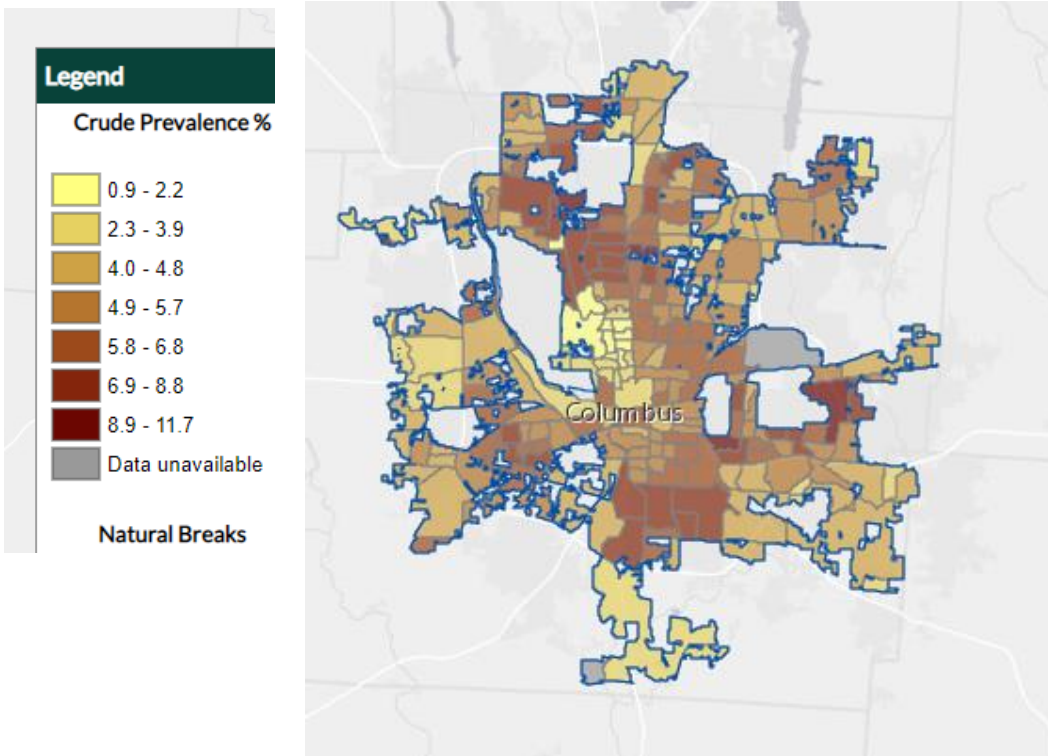 Legend
Crude Prevalence %
0.9 - 2.2
2.3 - 3.9
4.0 - 4.8
4.9 - 5.7
5.8 - 6.8
6.9 - 8.8
8.9 - 11.7
Data unavailable
Natural Breaks
Columbus